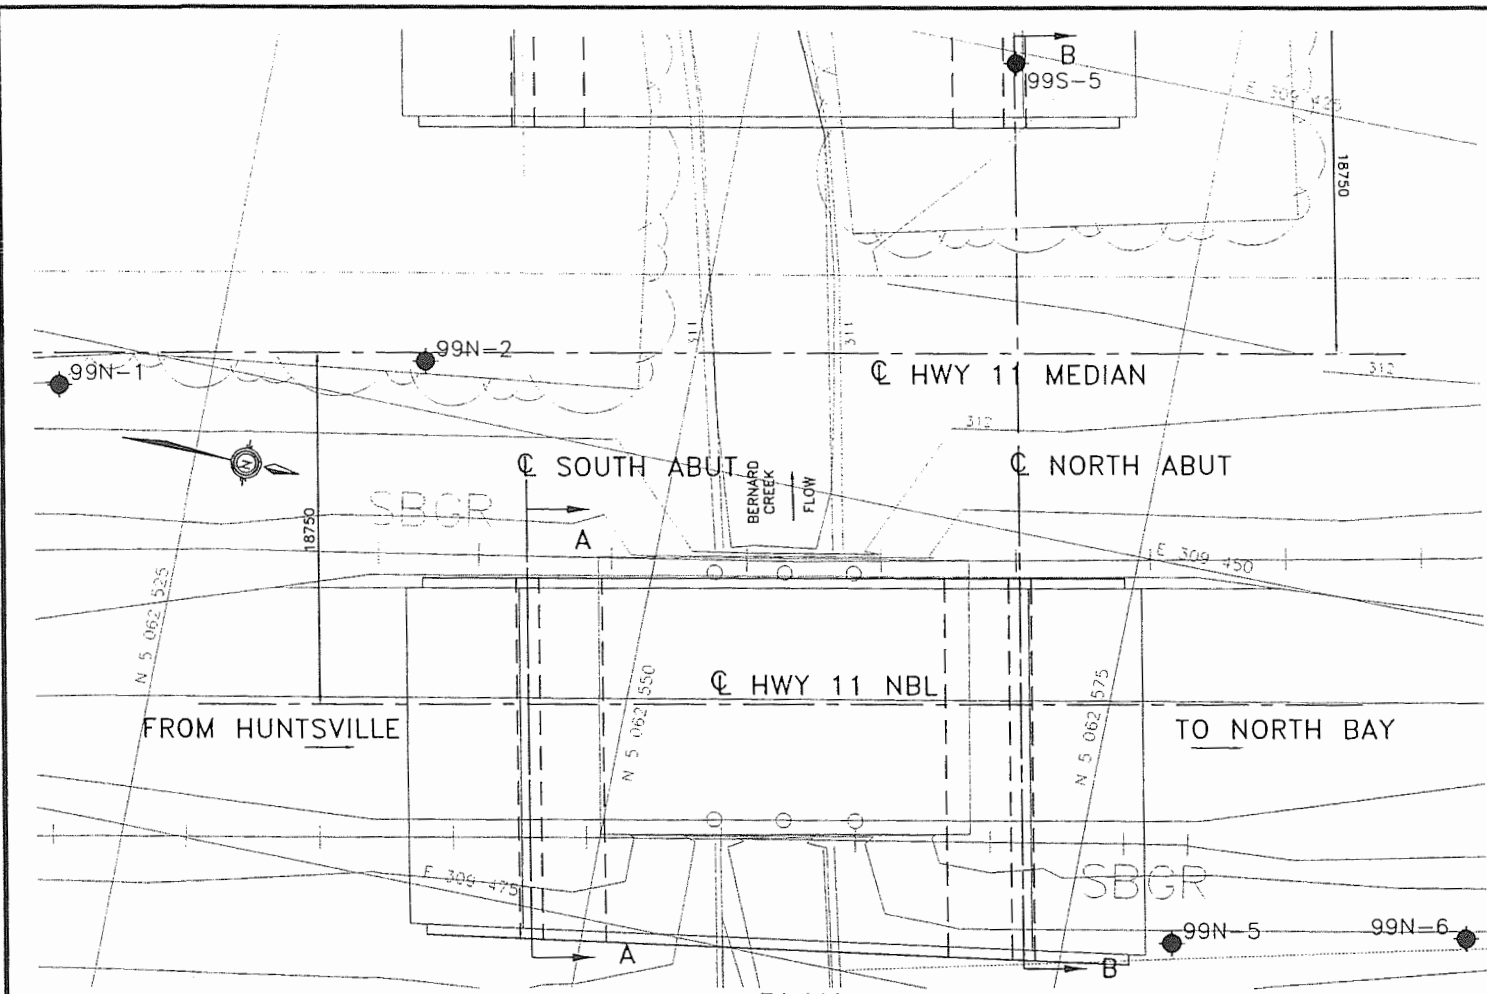 B
99S-5
E 309 425
18750
311
311
99N-2
99N-1
℄ HWY 11 MEDIAN
312
312
N
℄ SOUTH ABUT
BERNARD
CREEK
FLOW
℄ NORTH ABUT
SBGR
18750
A
E 309 450
N 5 062 525
N 5 062 550
℄ HWY 11 NBL
N 5 062 575
FROM HUNTSVILLE
TO NORTH BAY
E 309 475
SBGR
99N-5
99N-6
A
B